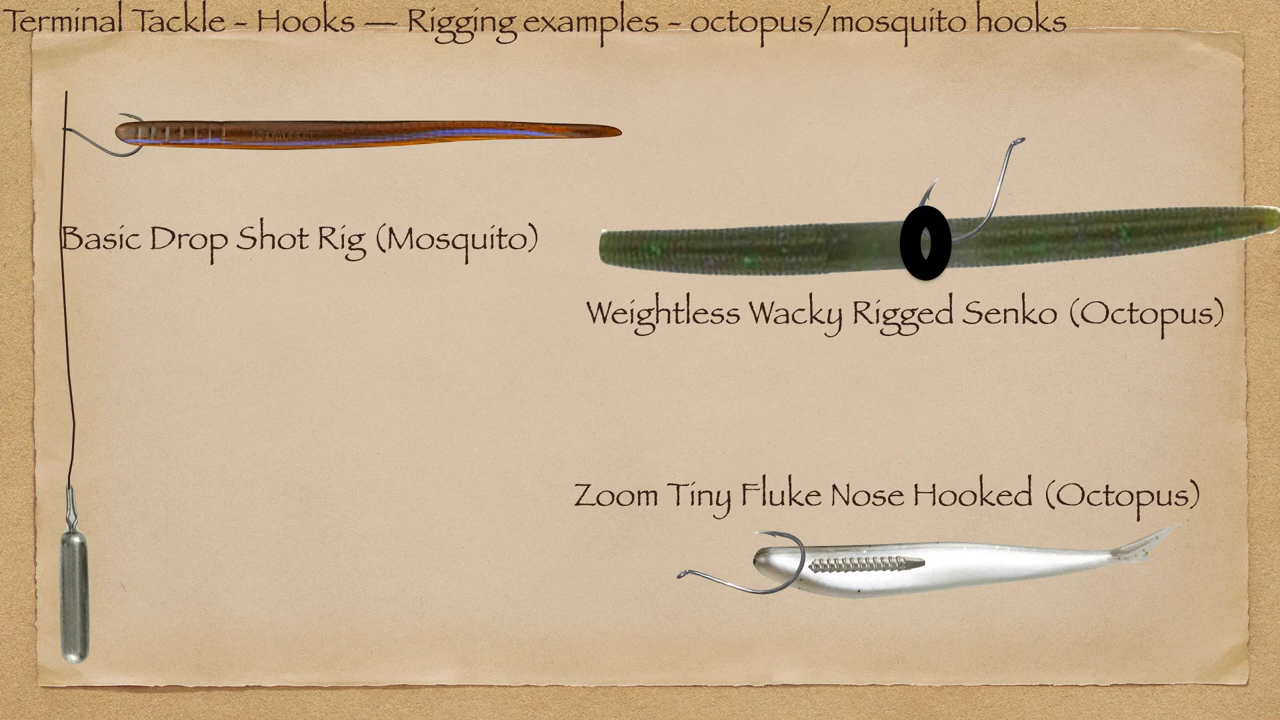 Terminal Tackle - Hooks — Rigging examples - octopus/mosquito hooks
Basic Drop Shot Rig (Mosquito)
Weightless Wacky Rigged Senko (Octopus)
Zoom Tiny Fluke Nose Hooked (Octopus)